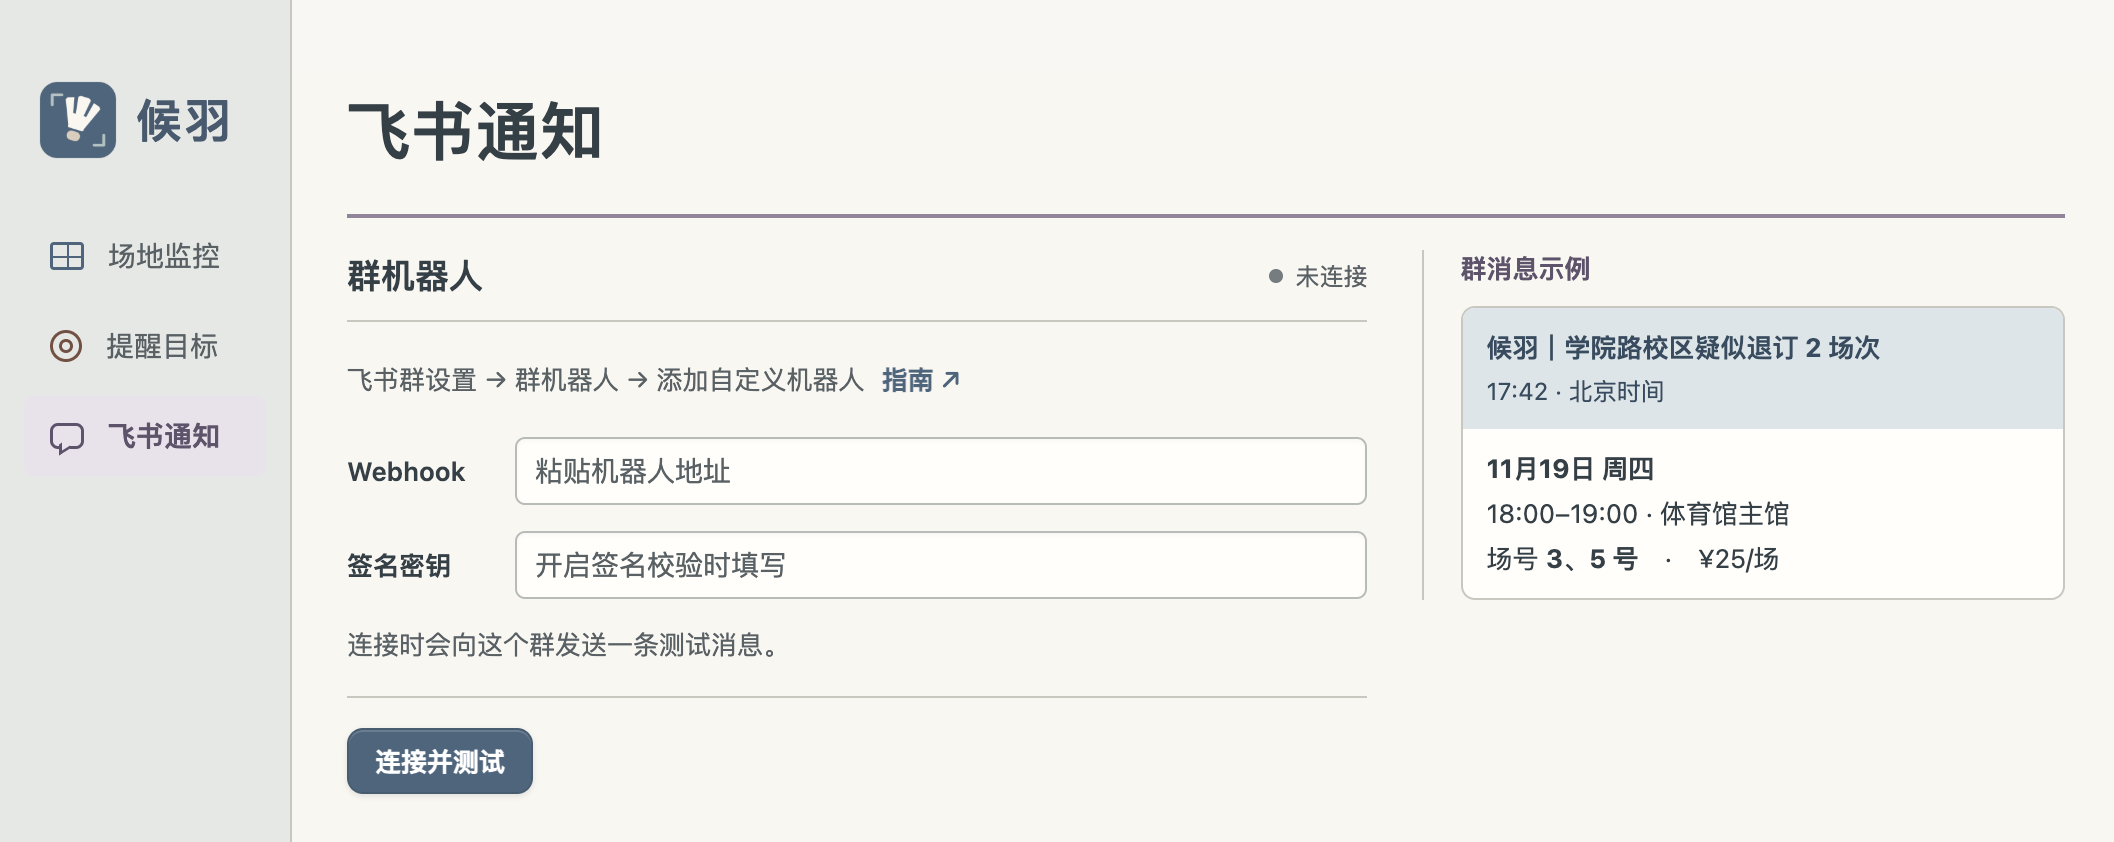 候羽
场地监控
提醒目标
飞书通知
飞书通知
群机器人
未连接
飞书群设置 → 群机器人 → 添加自定义机器人 指南 ↗
Webhook
粘贴机器人地址
签名密钥
开启签名校验时填写
连接时会向这个群发送一条测试消息。
连接并测试
群消息示例
候羽｜学院路校区疑似退订 2 场次
17:42 · 北京时间
11月19日 周四
18:00–19:00 · 体育馆主馆
场号 3、5 号 · ¥25/场